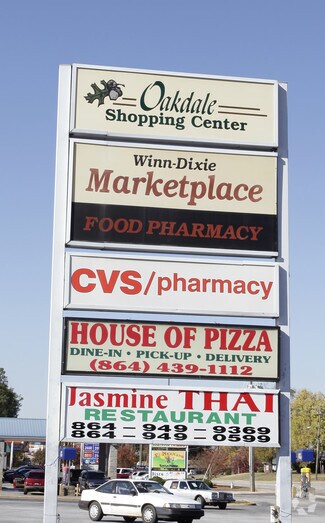 Oakdale
Shopping Center
Winn-Dixie
Marketplace
FOOD PHARMACY
CVS/pharmacy
HOUSE OF PIZZA
DINE-IN • PICK-UP • DELIVERY
(864) 439-1112
Jasmine THAI
RESTAURANT
864-949-9269
864-949-0599